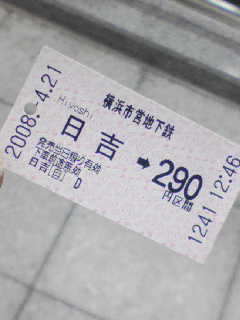 横浜市営地下鉄
Hiyoshi
日吉
➡290
円区間
発売当日限り有効
下車前途無効
日吉(日) D
2008.-4.21
1241 12:46